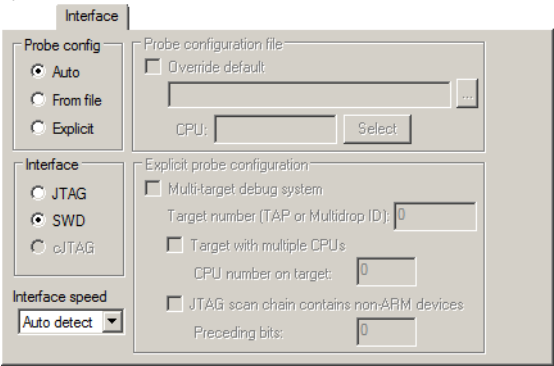 Interface
Probe config
Auto
From file
Explicit
Probe configuration file
Override default
...
CPU:
Select
Interface
JTAG
SWD
cJTAG
Interface speed
Auto detect
Explicit probe configuration
Multi-target debug system
Target number (TAP or Multidrop ID): 0
Target with multiple CPUs
CPU number on target: 0
JTAG scan chain contains non-ARM devices
Preceding bits: 0